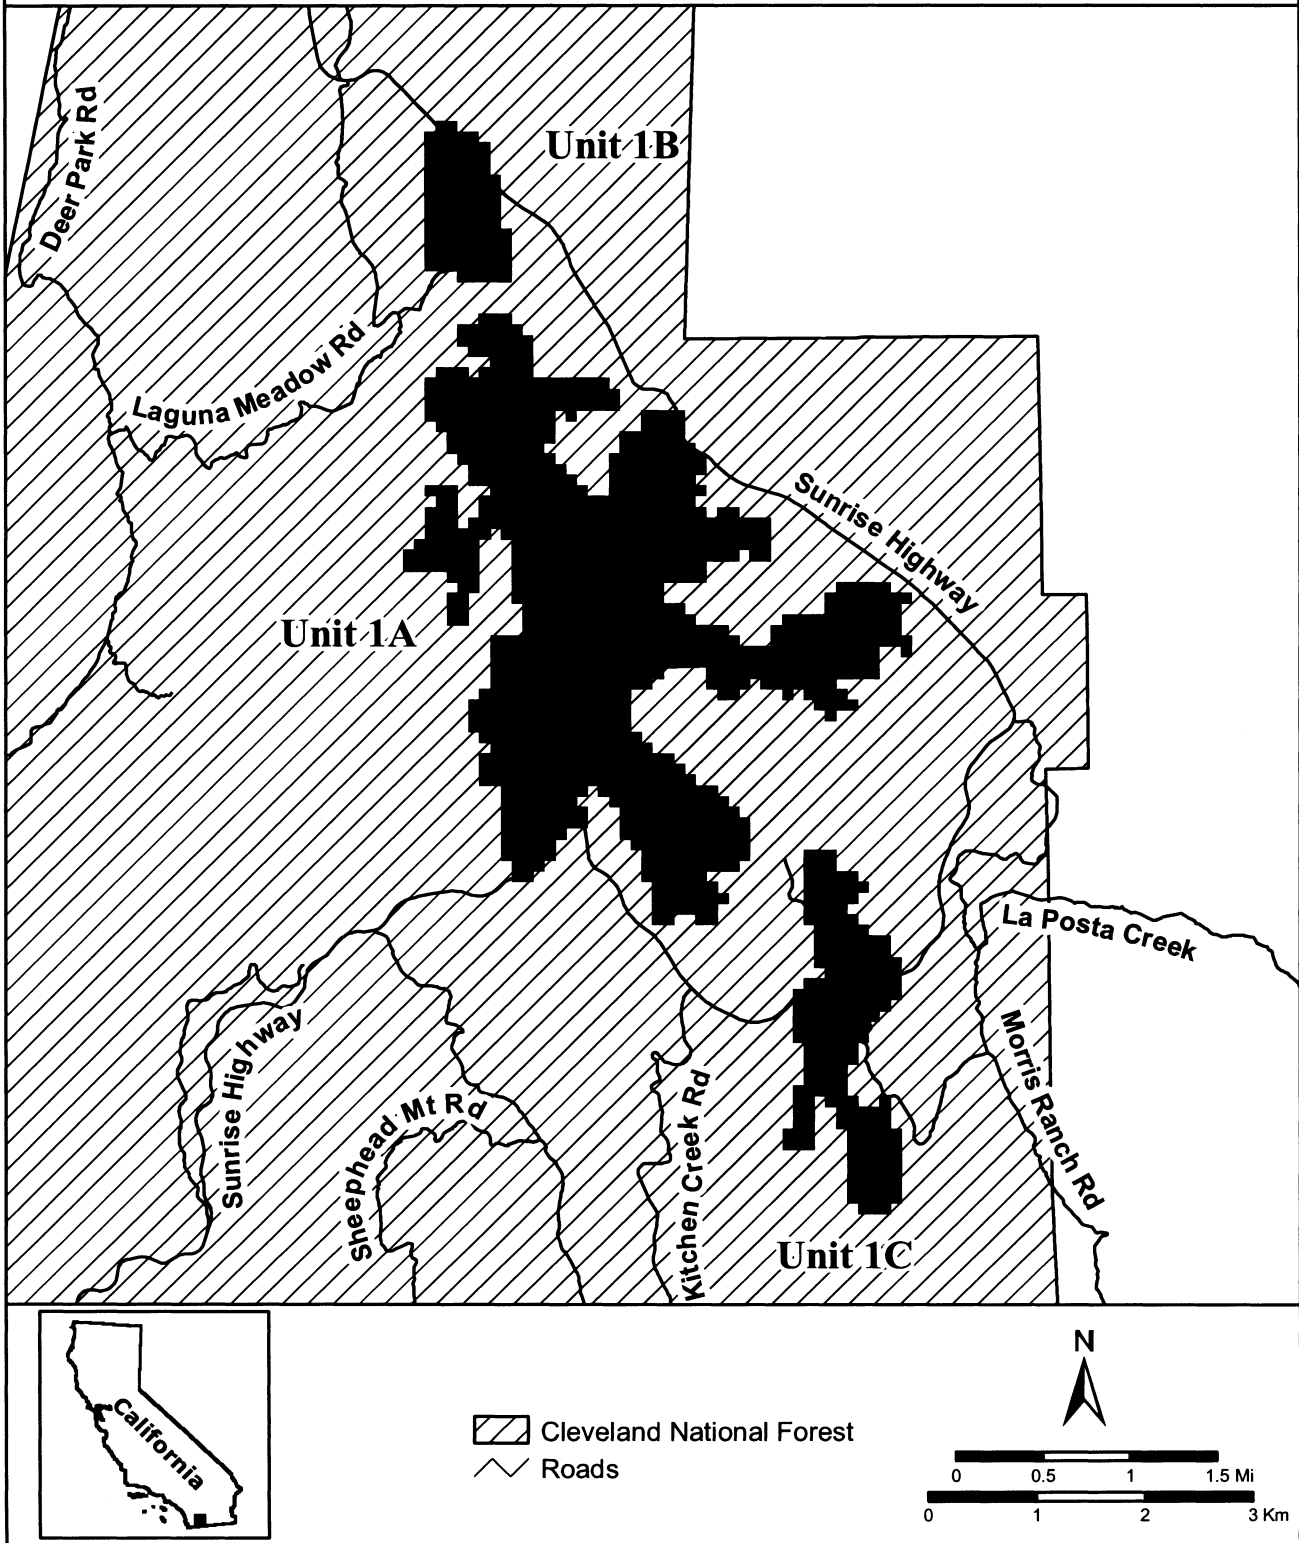 Deer Park Rd
Unit 1B
Laguna Meadow Rd
Sunrise Highway
Unit 1A
La Posta Creek
Sunrise Highway
Morris Ranch Rd
Sheephead Mt Rd
Kitchen Creek Rd
Unit 1C
California
Cleveland National Forest
Roads
N
0 0.5 1 1.5 Mi
0 1 2 3 Km